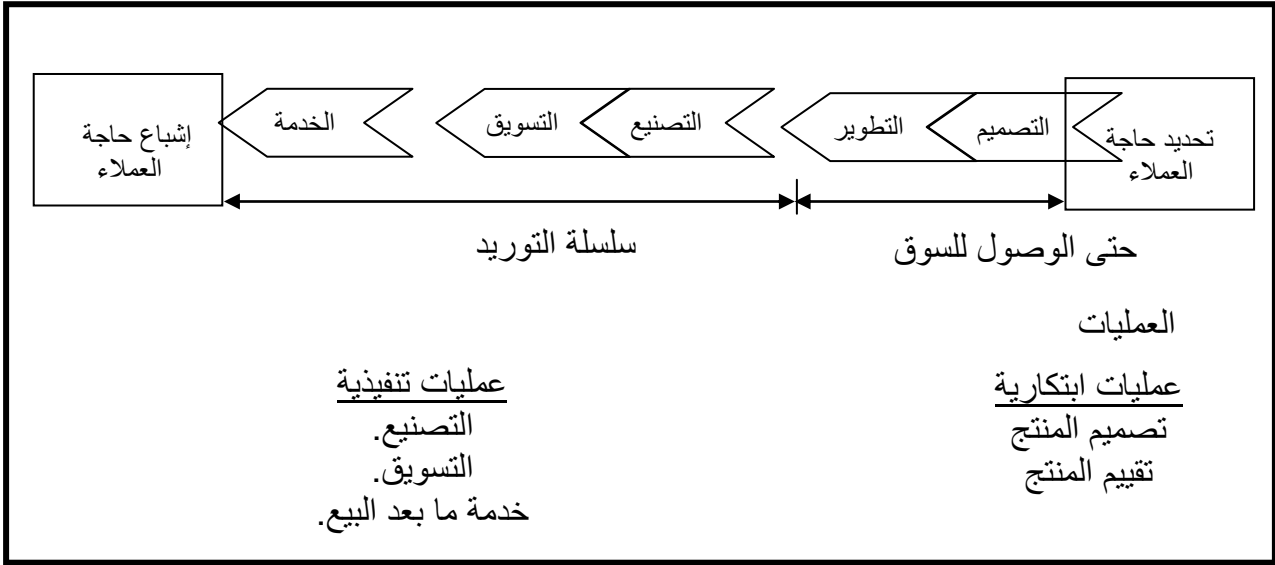 تحديد حاجة
العملاء
التصميم
التطوير
التصنيع
التسويق
الخدمة
إشباع حاجة
العملاء
حتى الوصول للسوق
سلسلة التوريد
العمليات
عمليات ابتكارية
تصميم المنتج
تقييم المنتج
عمليات تنفيذية
التصنيع.
التسويق.
خدمة ما بعد البيع.